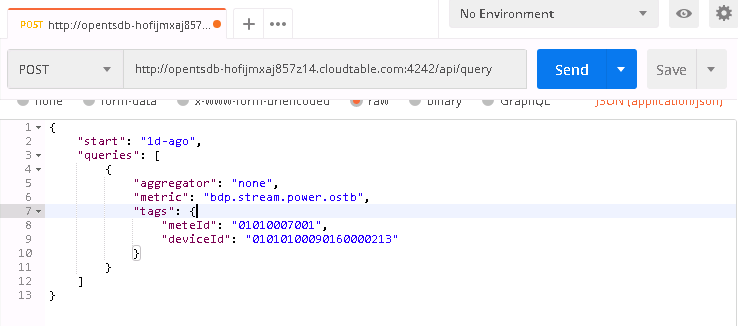 POST http://opentsdb-hofijmxaj857... No Environment
POST http://opentsdb-hofijmxaj857z14.cloudtable.com:4242/api/query Send Save
none form-data x-www-form-urlencoded raw binary GraphQL JSON (application/json)
1 {
2 "start": "1d-ago",
3 "queries": [
4 {
5 "aggregator": "none",
6 "metric": "bdp.stream.power.ostb",
7 "tags": {
8 "meteId": "01010007001",
9 "deviceId": "01010100090160000213"
10 }
11 }
12 ]
13 }